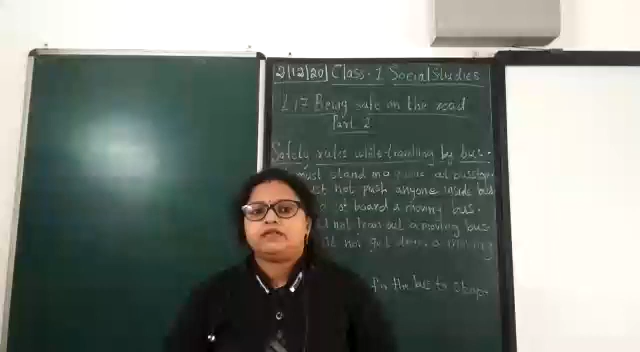 2/12/20 Class-1 Social Studies
L 17 Being safe on the road
Part 2
Safety rules while travelling by bus.
must stand in a queue at bus stop.
not push anyone inside bus
board a moving bus.
not lean out a moving bus
not get down a moving
for the bus to stop.